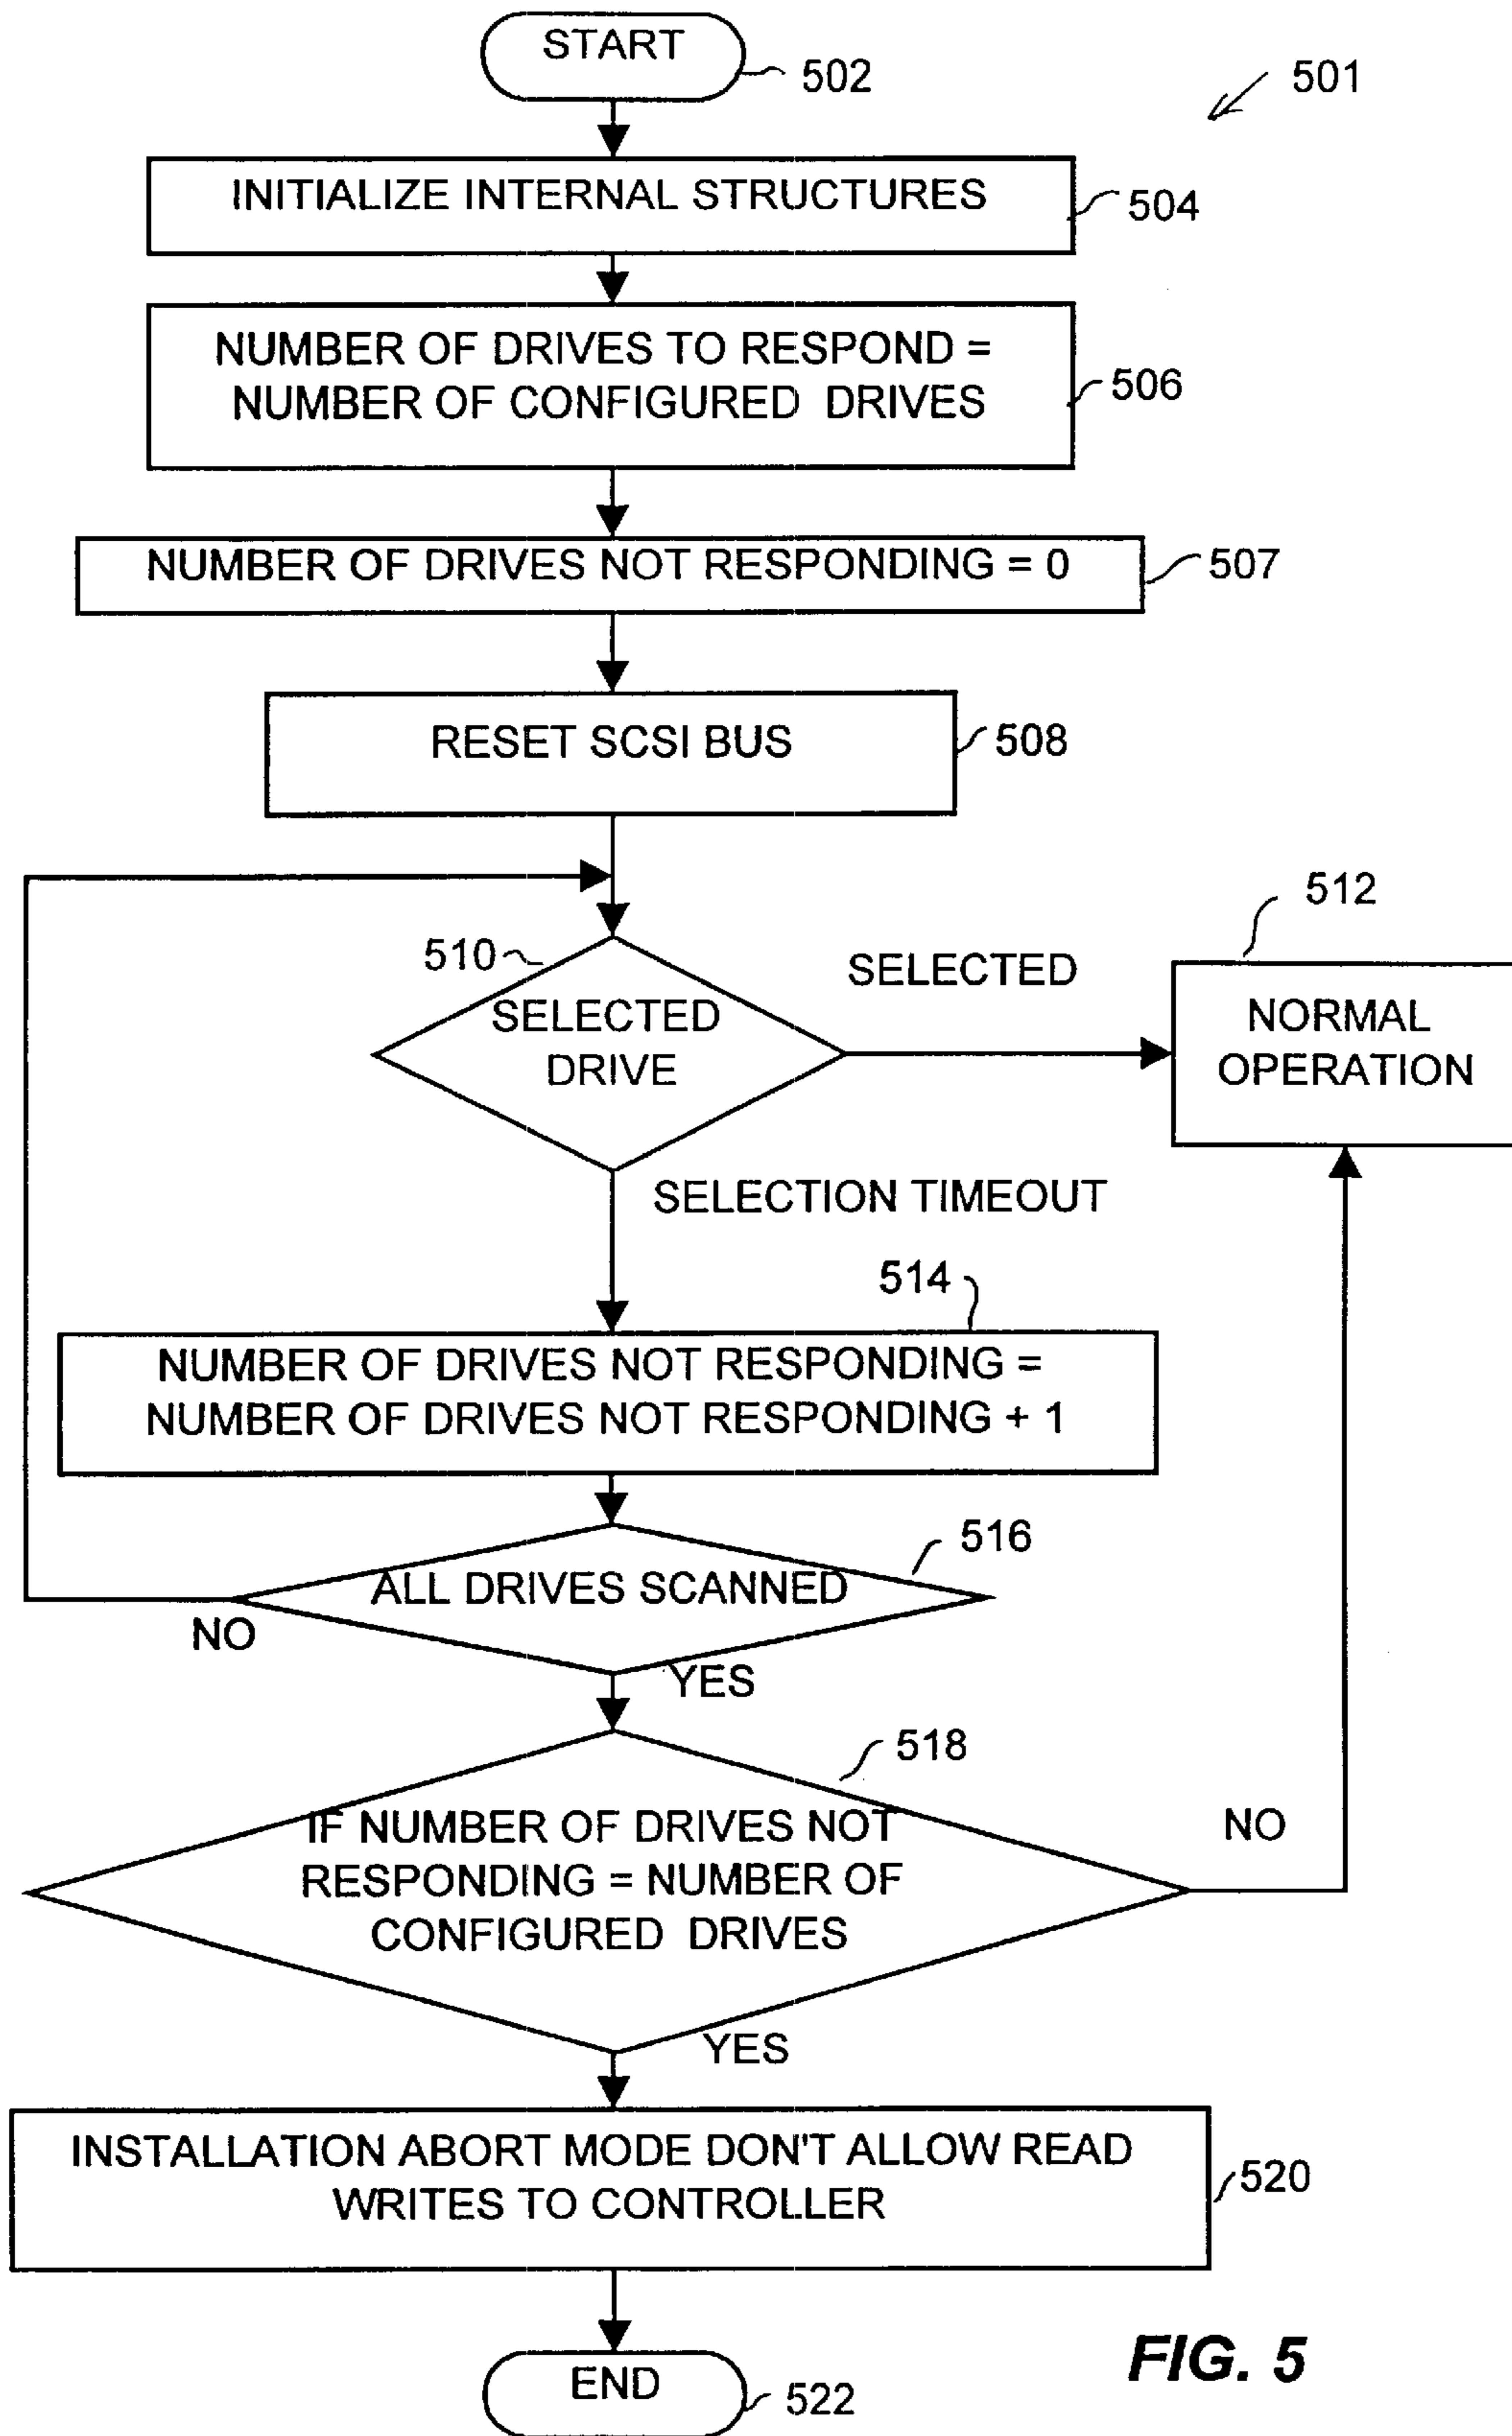 START
502
501
INITIALIZE INTERNAL STRUCTURES
504
NUMBER OF DRIVES TO RESPOND =
NUMBER OF CONFIGURED DRIVES
506
NUMBER OF DRIVES NOT RESPONDING = 0
507
RESET SCSI BUS
508
512
510
SELECTED
SELECTED
DRIVE
NORMAL
OPERATION
SELECTION TIMEOUT
514
NUMBER OF DRIVES NOT RESPONDING =
NUMBER OF DRIVES NOT RESPONDING + 1
516
ALL DRIVES SCANNED
NO
YES
518
IF NUMBER OF DRIVES NOT
RESPONDING = NUMBER OF
CONFIGURED DRIVES
NO
YES
INSTALLATION ABORT MODE DON'T ALLOW READ
WRITES TO CONTROLLER
520
END
522
FIG. 5